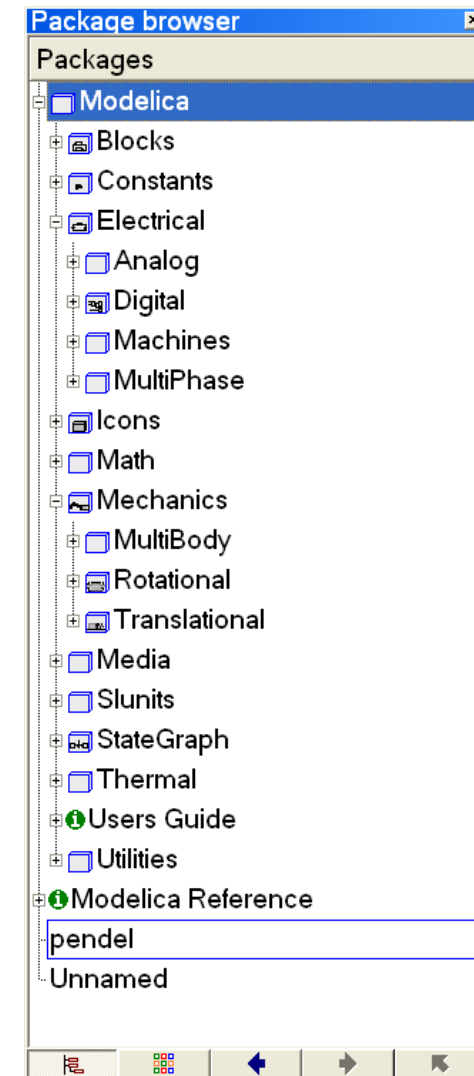 Package browser
Packages
Modelica
Blocks
Constants
Electrical
Analog
Digital
Machines
MultiPhase
Icons
Math
Mechanics
MultiBody
Rotational
Translational
Media
SIunits
StateGraph
Thermal
Users Guide
Utilities
Modelica Reference
pendel
Unnamed